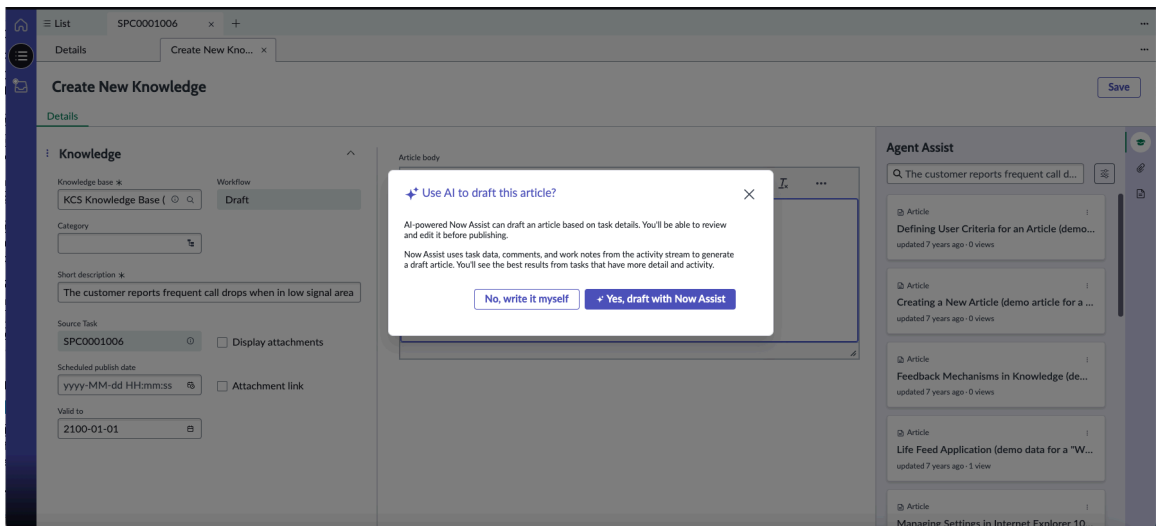 List
SPC0001006 × +
Details
Create New Kno... ×
Create New Knowledge
Save
Details
Knowledge
Knowledge base *
Workflow
KCS Knowledge Base (
Draft
Category
Short description *
The customer reports frequent call drops when in low signal area
Source Task
SPC0001006
Display attachments
Scheduled publish date
yyyy-MM-dd HH:mm:ss
Attachment link
Valid to
2100-01-01
Article body
Use AI to draft this article?
AI-powered Now Assist can draft an article based on task details. You'll be able to review
and edit it before publishing.
Now Assist uses task data, comments, and work notes from the activity stream to generate
a draft article. You'll see the best results from tasks that have more detail and activity.
No, write it myself
Yes, draft with Now Assist
Agent Assist
The customer reports frequent call d...
Article
Defining User Criteria for an Article (demo...
updated 7 years ago · 0 views
Article
Creating a New Article (demo article for a ...
updated 7 years ago · 0 views
Article
Feedback Mechanisms in Knowledge (de...
updated 7 years ago · 0 views
Article
Life Feed Application (demo data for a "W...
updated 7 years ago · 1 view
Article
Managing Settings in Internet Explorer 10